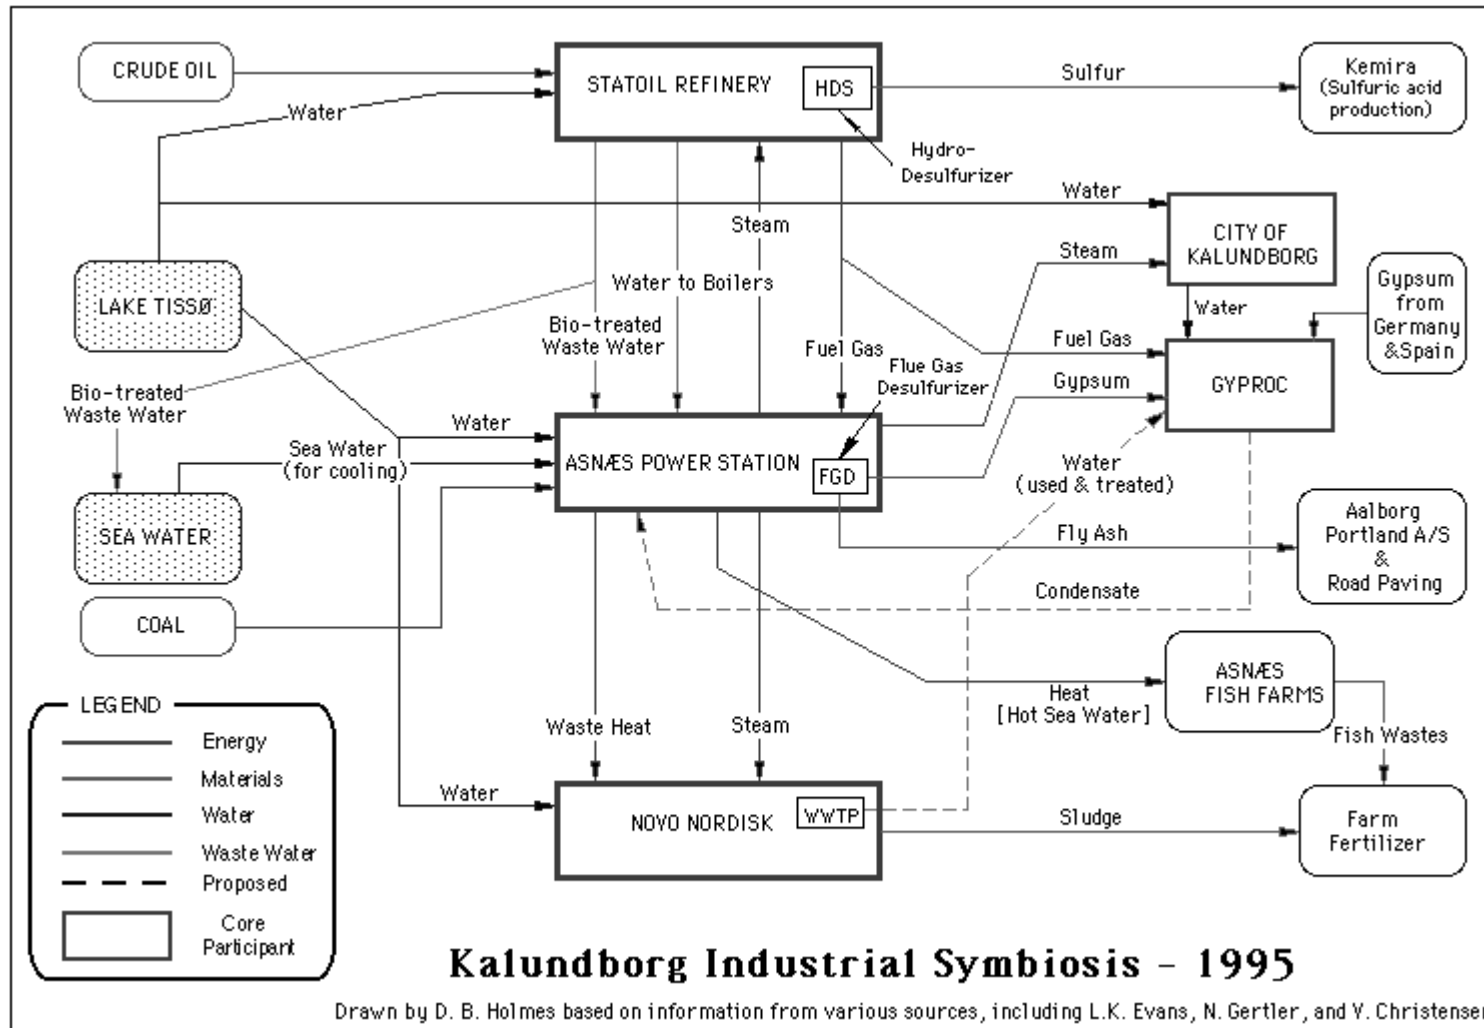 CRUDE OIL
STATOIL REFINERY
HDS
Sulfur
Kemira
(Sulfuric acid
production)
Water
Hydro-
Desulfurizer
Water
Steam
CITY OF
KALUNDBORG
Steam
Gypsum
from
Germany
&Spain
LAKE TISSØ
Water to Boilers
Water
Bio-treated
Waste Water
Fuel Gas
Fuel Gas
Flue Gas
Desulfurizer
Gypsum
GYPROC
Bio-treated
Waste Water
Water
Sea Water
(for cooling)
ASNÆS POWER STATION
FGD
Water
(used & treated)
SEA WATER
Fly Ash
Aalborg
Portland A/S
&
Road Paving
Condensate
COAL
ASNÆS
FISH FARMS
Heat
[Hot Sea Water]
LEGEND
Energy
Materials
Water
Waste Water
Proposed
Core
Participant
Waste Heat
Steam
Fish Wastes
Water
NOVO NORDISK
WWTP
Sludge
Farm
Fertilizer
Kalundborg Industrial Symbiosis - 1995
Drawn by D. B. Holmes based on information from various sources, including L.K. Evans, N. Gertler, and V. Christense